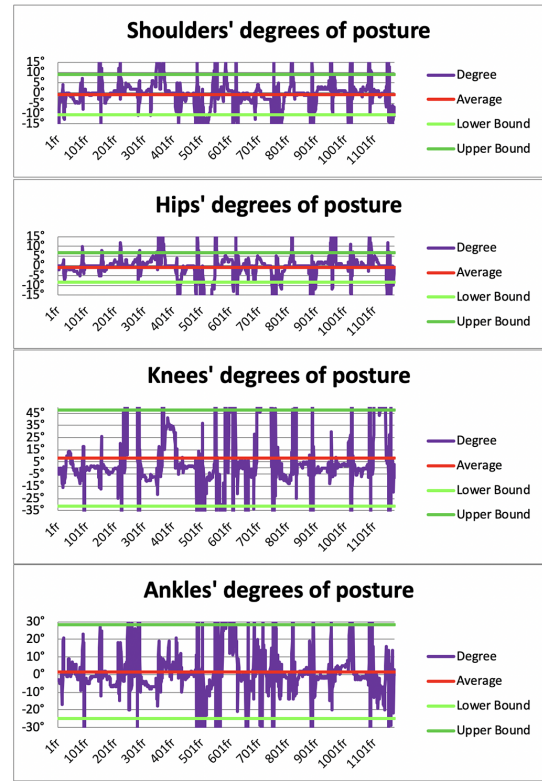 Shoulders' degrees of posture
15°
10°
5°
0°
-5°
-10°
-15°
1fr 101fr 201fr 301fr 401fr 501fr 601fr 701fr 801fr 901fr 1001fr 1101fr
Degree
Average
Lower Bound
Upper Bound
Hips' degrees of posture
15°
10°
5°
0°
-5°
-10°
-15°
1fr 101fr 201fr 301fr 401fr 501fr 601fr 701fr 801fr 901fr 1001fr 1101fr
Degree
Average
Lower Bound
Upper Bound
Knees' degrees of posture
45°
35°
25°
15°
5°
-5°
-15°
-25°
-35°
1fr 101fr 201fr 301fr 401fr 501fr 601fr 701fr 801fr 901fr 1001fr 1101fr
Degree
Average
Lower Bound
Upper Bound
Ankles' degrees of posture
30°
20°
10°
0°
-10°
-20°
-30°
1fr 101fr 201fr 301fr 401fr 501fr 601fr 701fr 801fr 901fr 1001fr 1101fr
Degree
Average
Lower Bound
Upper Bound